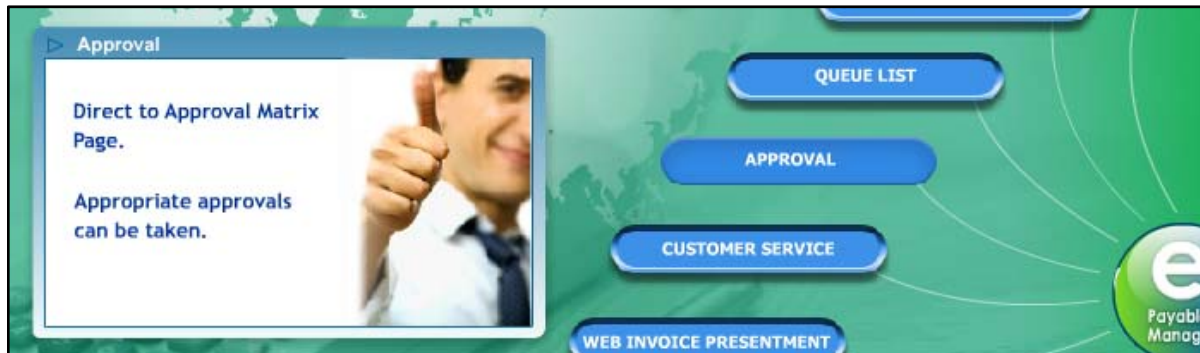 Approval
Direct to Approval Matrix
Page.
Appropriate approvals
can be taken.
QUEUE LIST
APPROVAL
CUSTOMER SERVICE
WEB INVOICE PRESENTMENT
e